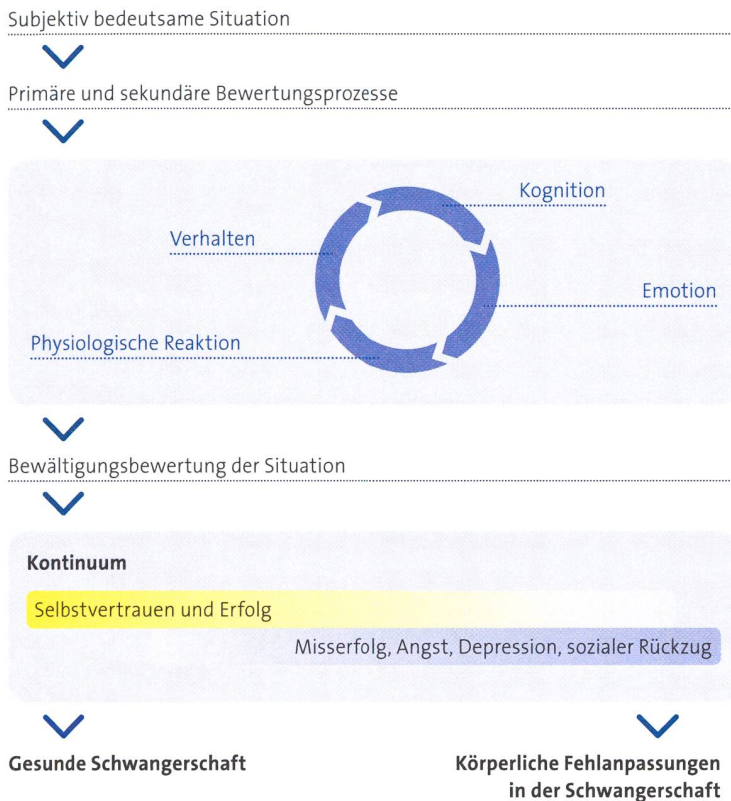 Subjektiv bedeutsame Situation
Primäre und sekundäre Bewertungsprozesse
Kognition
Verhalten
Emotion
Physiologische Reaktion
Bewältigungsbewertung der Situation
Kontinuum
Selbstvertrauen und Erfolg
Misserfolg, Angst, Depression, sozialer Rückzug
Gesunde Schwangerschaft
Körperliche Fehlanpassungen
in der Schwangerschaft